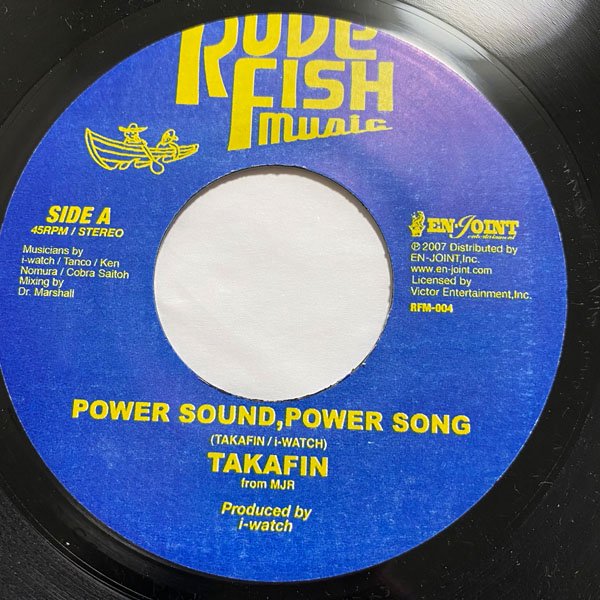 RUDE
FISH
music
SIDE A
45RPM / STEREO
Musicians by
i-watch / Tanco / Ken
Nomura / Cobra Saitoh
Mixing by
Dr. Marshall
EN-JOINT
entertainment
℗ 2007 Distributed by
EN-JOINT,Inc.
www.en-joint.com
Licensed by
Victor Entertainment,Inc.
RFM-004
POWER SOUND,POWER SONG
(TAKAFIN / i-WATCH)
TAKAFIN
from MJR
Produced by
i-watch